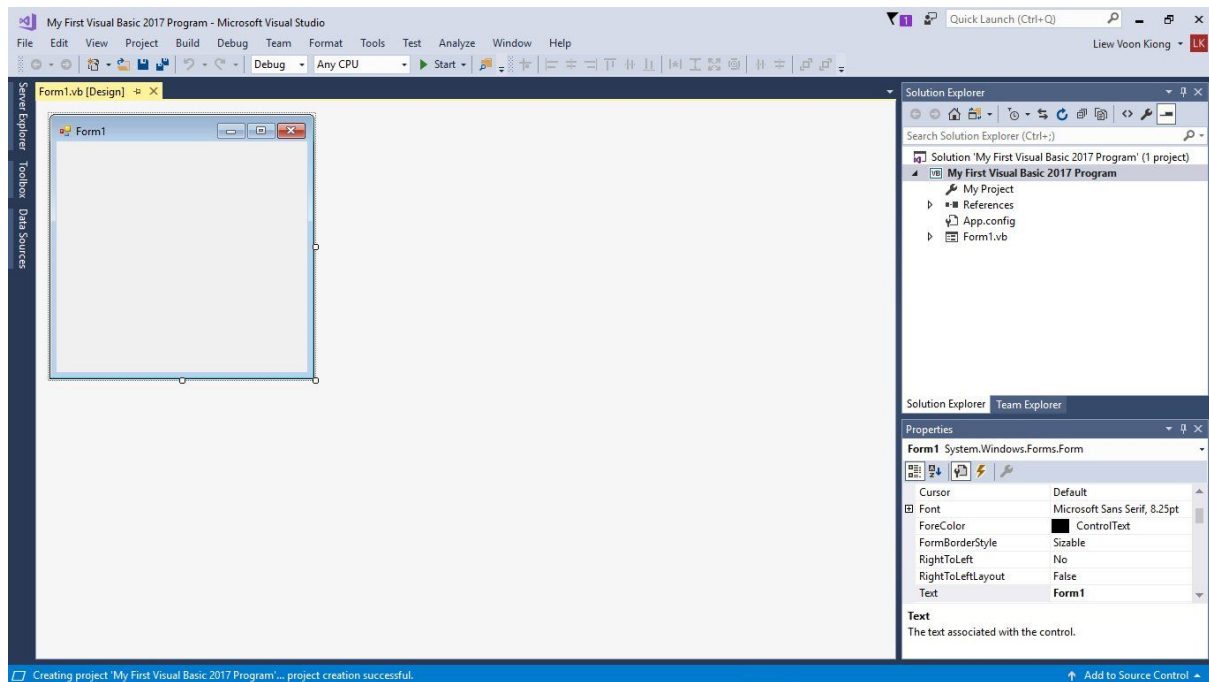 My First Visual Basic 2017 Program - Microsoft Visual Studio
1
Quick Launch (Ctrl+Q)
File Edit View Project Build Debug Team Format Tools Test Analyze Window Help
Liew Voon Kiong
LK
Debug
Any CPU
Start
Server Explorer
Toolbox
Data Sources
Form1.vb [Design]
Form1
Solution Explorer
Search Solution Explorer (Ctrl+;)
Solution 'My First Visual Basic 2017 Program' (1 project)
VB My First Visual Basic 2017 Program
My Project
References
App.config
Form1.vb
Solution Explorer Team Explorer
Properties
Form1 System.Windows.Forms.Form
Cursor Default
Font Microsoft Sans Serif, 8.25pt
ForeColor ControlText
FormBorderStyle Sizable
RightToLeft No
RightToLeftLayout False
Text Form1
Text
The text associated with the control.
Creating project 'My First Visual Basic 2017 Program'... project creation successful.
Add to Source Control